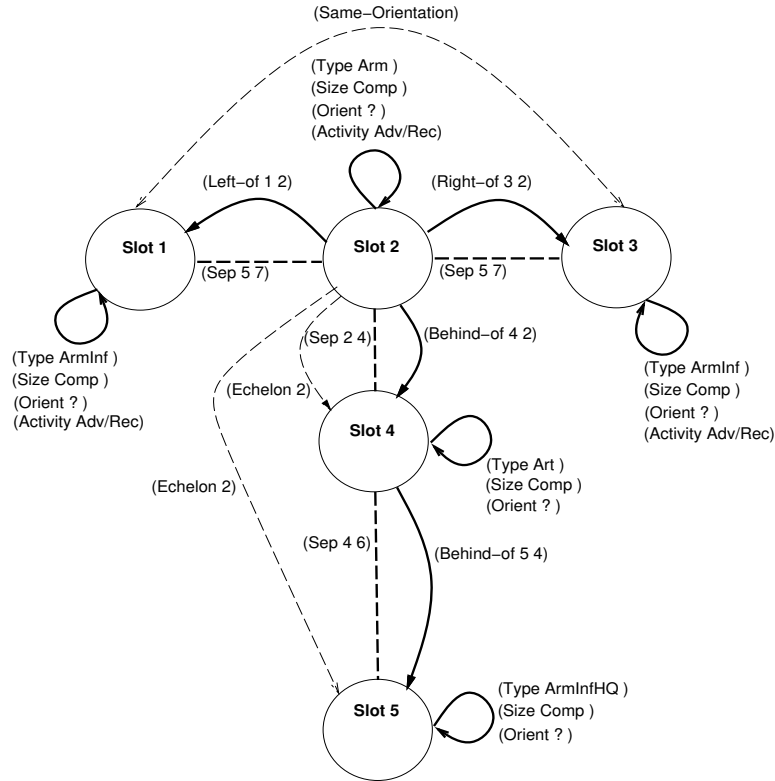 (Same−Orientation)
(Type Arm )
(Size Comp )
(Orient ? )
(Activity Adv/Rec)
(Left−of 1 2)
(Right−of 3 2)
Slot 1
Slot 2
Slot 3
(Sep 5 7)
(Sep 5 7)
(Type ArmInf )
(Size Comp )
(Orient ? )
(Activity Adv/Rec)
(Sep 2 4)
(Behind−of 4 2)
(Type ArmInf )
(Size Comp )
(Orient ? )
(Activity Adv/Rec)
(Echelon 2)
Slot 4
(Type Art )
(Size Comp )
(Orient ? )
(Echelon 2)
(Sep 4 6)
(Behind−of 5 4)
Slot 5
(Type ArmInfHQ )
(Size Comp )
(Orient ? )